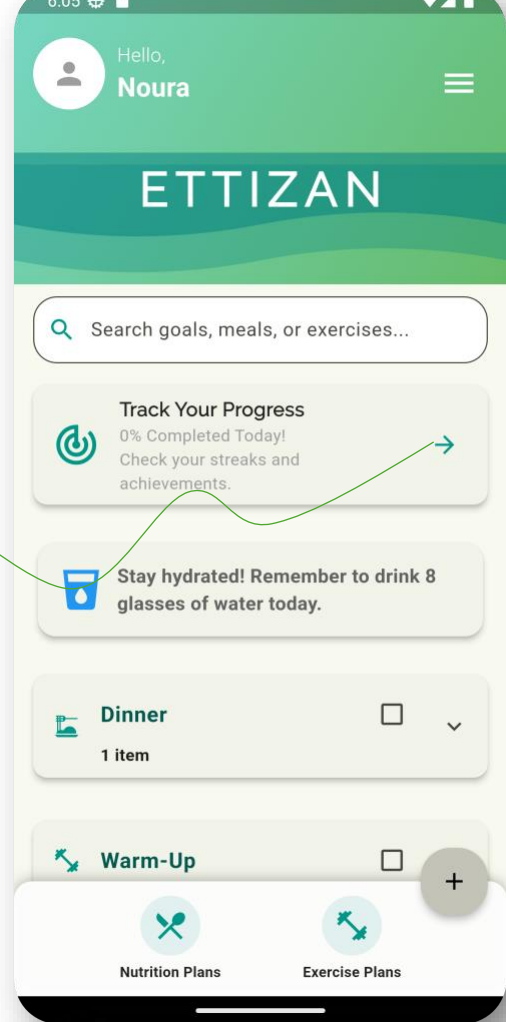 6:05
Hello,
Noura
ETTIZAN
Search goals, meals, or exercises...
Track Your Progress
0% Completed Today!
Check your streaks and
achievements.
Stay hydrated! Remember to drink 8
glasses of water today.
Dinner
1 item
Warm-Up
+
Nutrition Plans
Exercise Plans